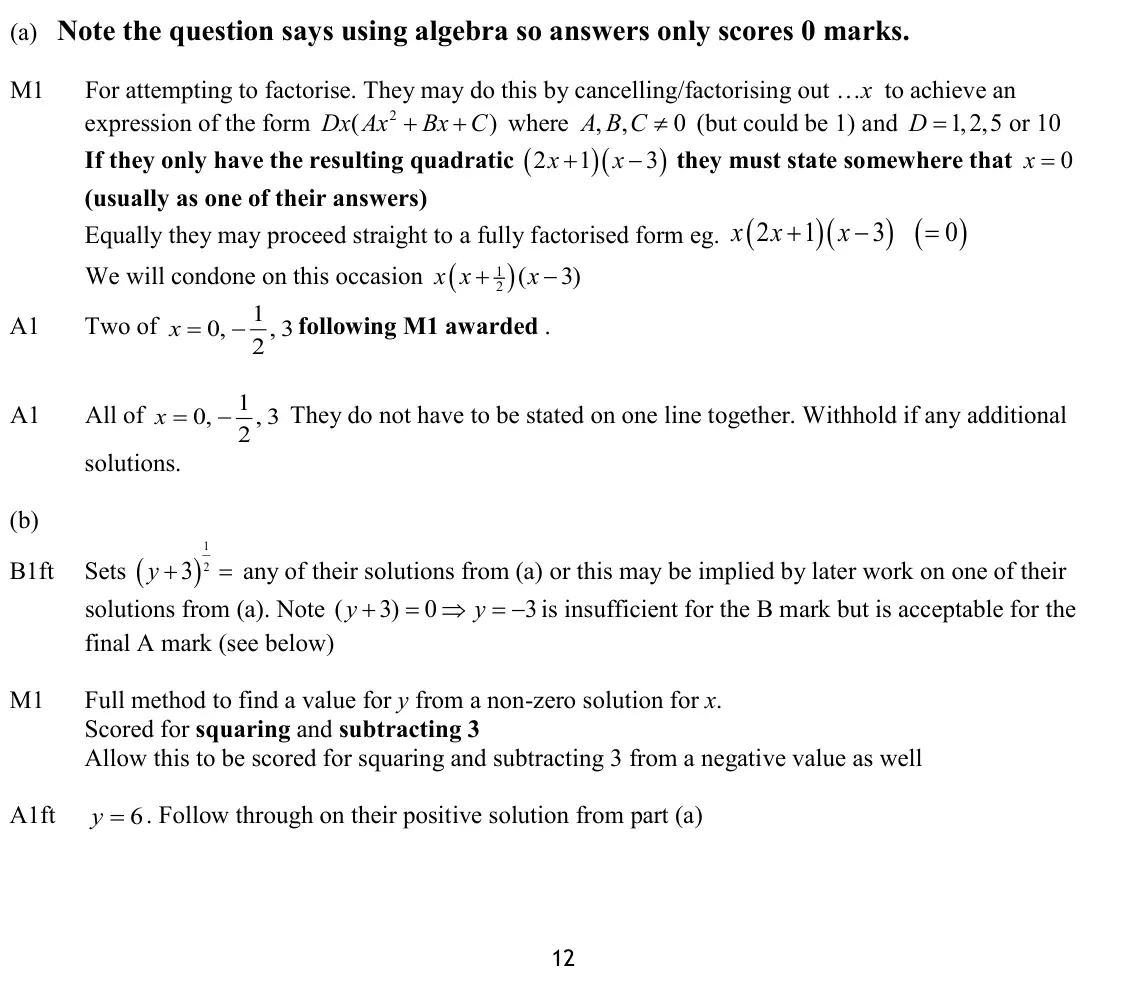 (a) Note the question says using algebra so answers only scores 0 marks.
M1 For attempting to factorise. They may do this by cancelling/factorising out …x to achieve an
expression of the form Dx(Ax² + Bx + C) where A, B, C ≠ 0 (but could be 1) and D = 1, 2, 5 or 10
If they only have the resulting quadratic (2x+1)(x−3) they must state somewhere that x = 0
(usually as one of their answers)
Equally they may proceed straight to a fully factorised form eg. x(2x+1)(x−3) (=0)
We will condone on this occasion x(x+½)(x−3)
A1 Two of x = 0, −1/2, 3 following M1 awarded .
A1 All of x = 0, −1/2, 3 They do not have to be stated on one line together. Withhold if any additional
solutions.
(b)
B1ft Sets (y+3)^(1/2) = any of their solutions from (a) or this may be implied by later work on one of their
solutions from (a). Note (y+3) = 0 ⇒ y = −3 is insufficient for the B mark but is acceptable for the
final A mark (see below)
M1 Full method to find a value for y from a non-zero solution for x.
Scored for squaring and subtracting 3
Allow this to be scored for squaring and subtracting 3 from a negative value as well
A1ft y = 6. Follow through on their positive solution from part (a)
12